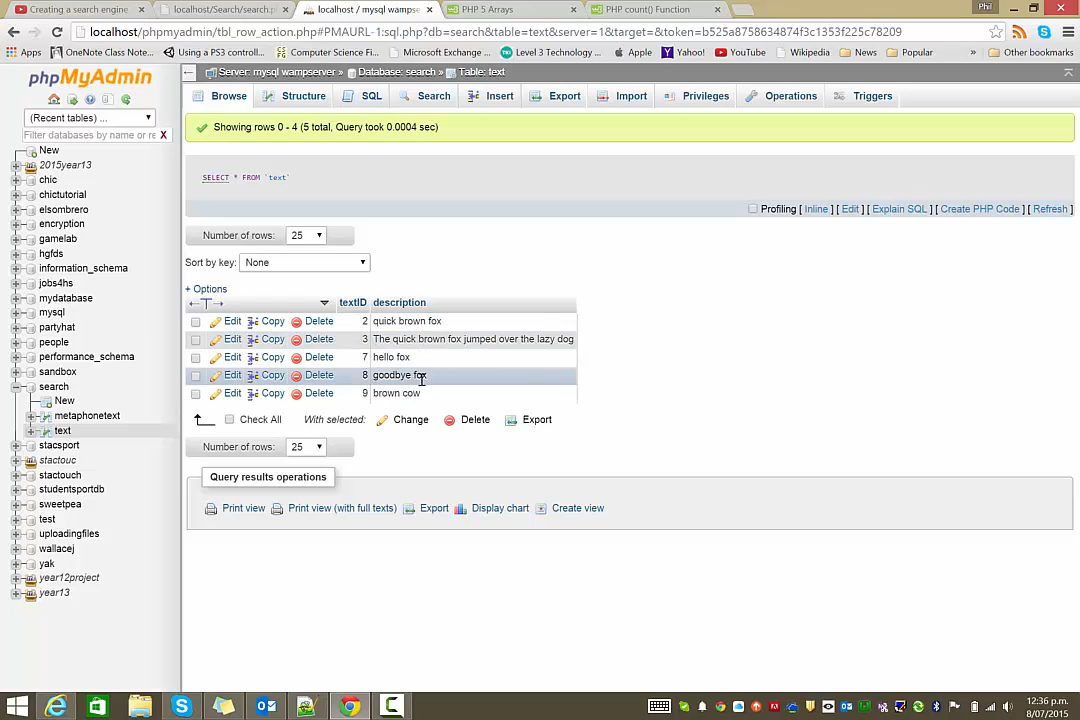 Creating a search engine
localhost/Search/search.p
localhost / mysql wampse
PHP 5 Arrays
PHP count() Function
Phil
localhost/phpmyadmin/tbl_row_action.php#PMAURL-1:sql.php?db=search&table=text&server=1&target=&token=b525a8758634874f3c1353f225c78209
Apps
OneNote Class Note
Using a PS3 controll...
Computer Science Fi...
Microsoft Exchange ...
Level 3 Technology ...
Apple
YouTube
Yahoo!
Wikipedia
New
Popular
»
Other bookmarks
phpMyAdmin
(Recent tables) ...
Filter databases by name or re X
New
2015year13
chic
chictutorial
elsombrero
encryption
gamelab
hgfds
information_schema
jobs4hs
mydatabase
mysql
partyhat
people
performance_schema
sandbox
search
New
metaphonetext
text
stacsport
stactouc
stactouch
studentsportdb
sweetpea
test
uploadingfiles
wallacej
yak
year12project
year13
Server: mysql wampserver » Database: search » Table: text
Browse Structure SQL Search Insert Export Import Privileges Operations Triggers
Showing rows 0 - 4 (5 total, Query took 0.0004 sec)
SELECT * FROM `text`
Profiling [ Inline ] [ Edit ] [ Explain SQL ] [ Create PHP Code ] [ Refresh ]
Number of rows: 25
Sort by key: None
+ Options
textID description
Edit Copy Delete 2 quick brown fox
Edit Copy Delete 3 The quick brown fox jumped over the lazy dog
Edit Copy Delete 7 hello fox
Edit Copy Delete 8 goodbye fox
Edit Copy Delete 9 brown cow
Check All With selected: Change Delete Export
Number of rows: 25
Query results operations
Print view Print view (with full texts) Export Display chart Create view
12:36 p.m.
8/07/2015